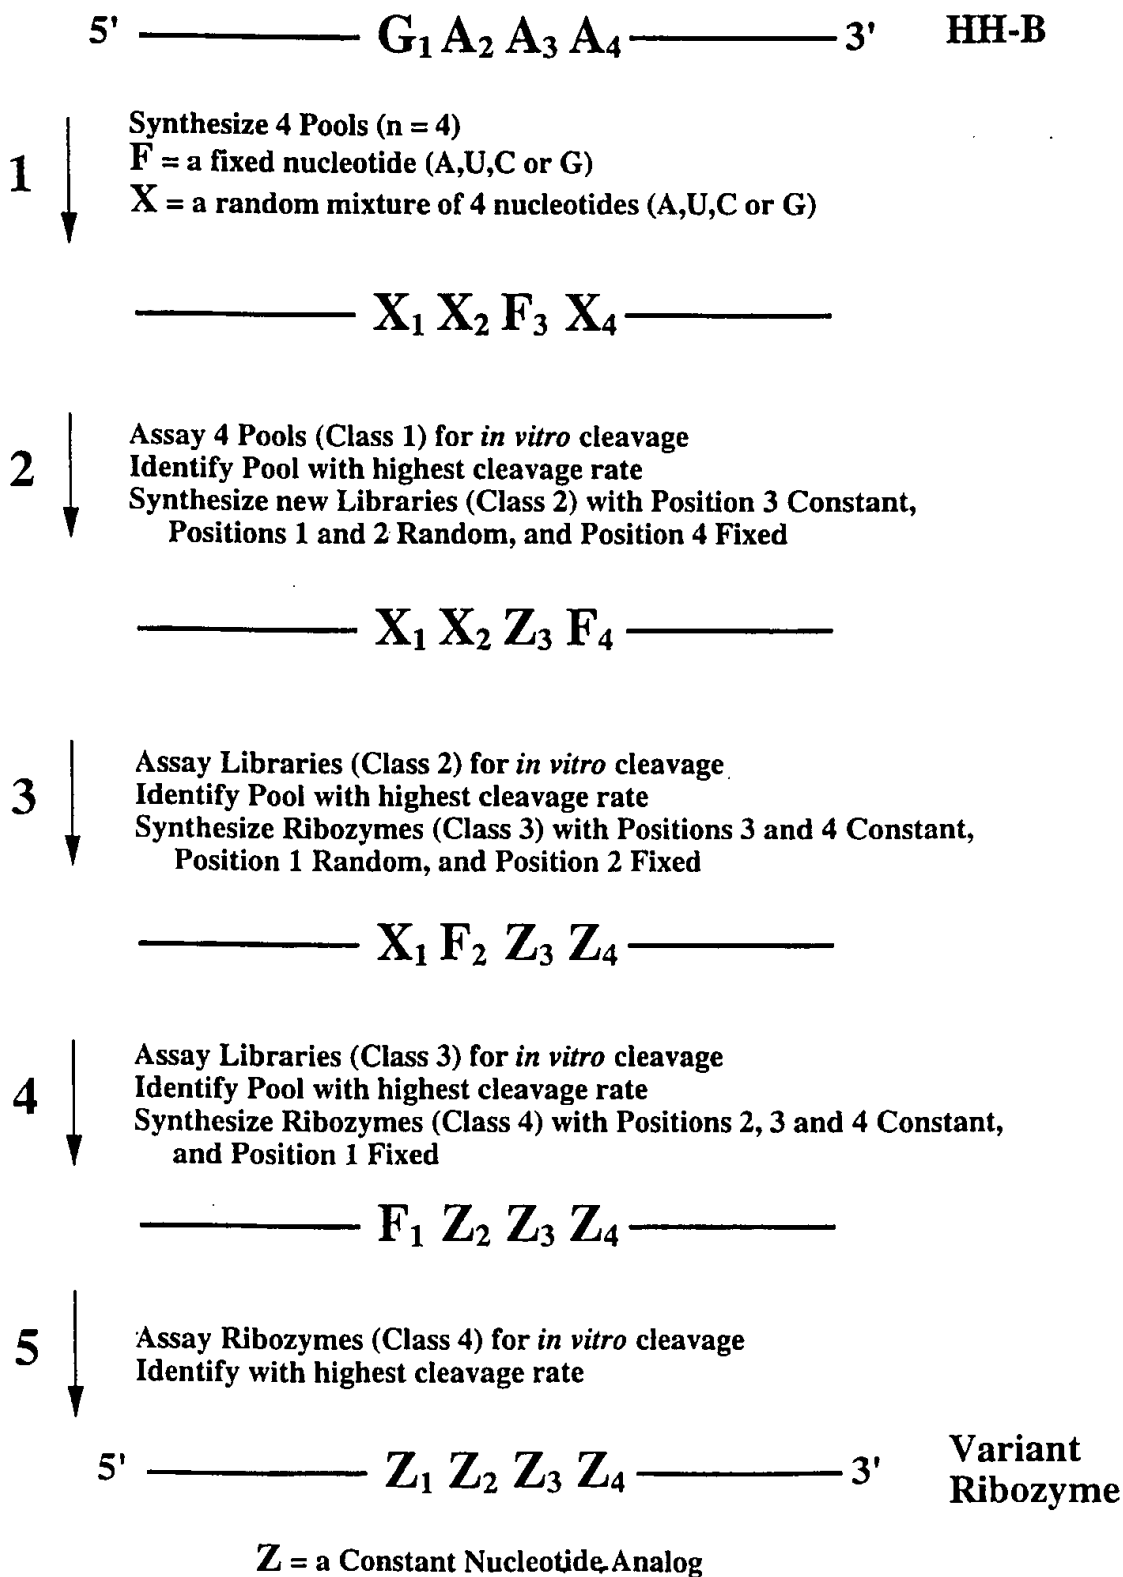 5' G₁ A₂ A₃ A₄ 3' HH-B
1
Synthesize 4 Pools (n = 4)
F = a fixed nucleotide (A,U,C or G)
X = a random mixture of 4 nucleotides (A,U,C or G)
X₁ X₂ F₃ X₄
2
Assay 4 Pools (Class 1) for in vitro cleavage
Identify Pool with highest cleavage rate
Synthesize new Libraries (Class 2) with Position 3 Constant,
Positions 1 and 2 Random, and Position 4 Fixed
X₁ X₂ Z₃ F₄
3
Assay Libraries (Class 2) for in vitro cleavage
Identify Pool with highest cleavage rate
Synthesize Ribozymes (Class 3) with Positions 3 and 4 Constant,
Position 1 Random, and Position 2 Fixed
X₁ F₂ Z₃ Z₄
4
Assay Libraries (Class 3) for in vitro cleavage
Identify Pool with highest cleavage rate
Synthesize Ribozymes (Class 4) with Positions 2, 3 and 4 Constant,
and Position 1 Fixed
F₁ Z₂ Z₃ Z₄
5
Assay Ribozymes (Class 4) for in vitro cleavage
Identify with highest cleavage rate
5' Z₁ Z₂ Z₃ Z₄ 3' Variant
Ribozyme
Z = a Constant Nucleotide Analog